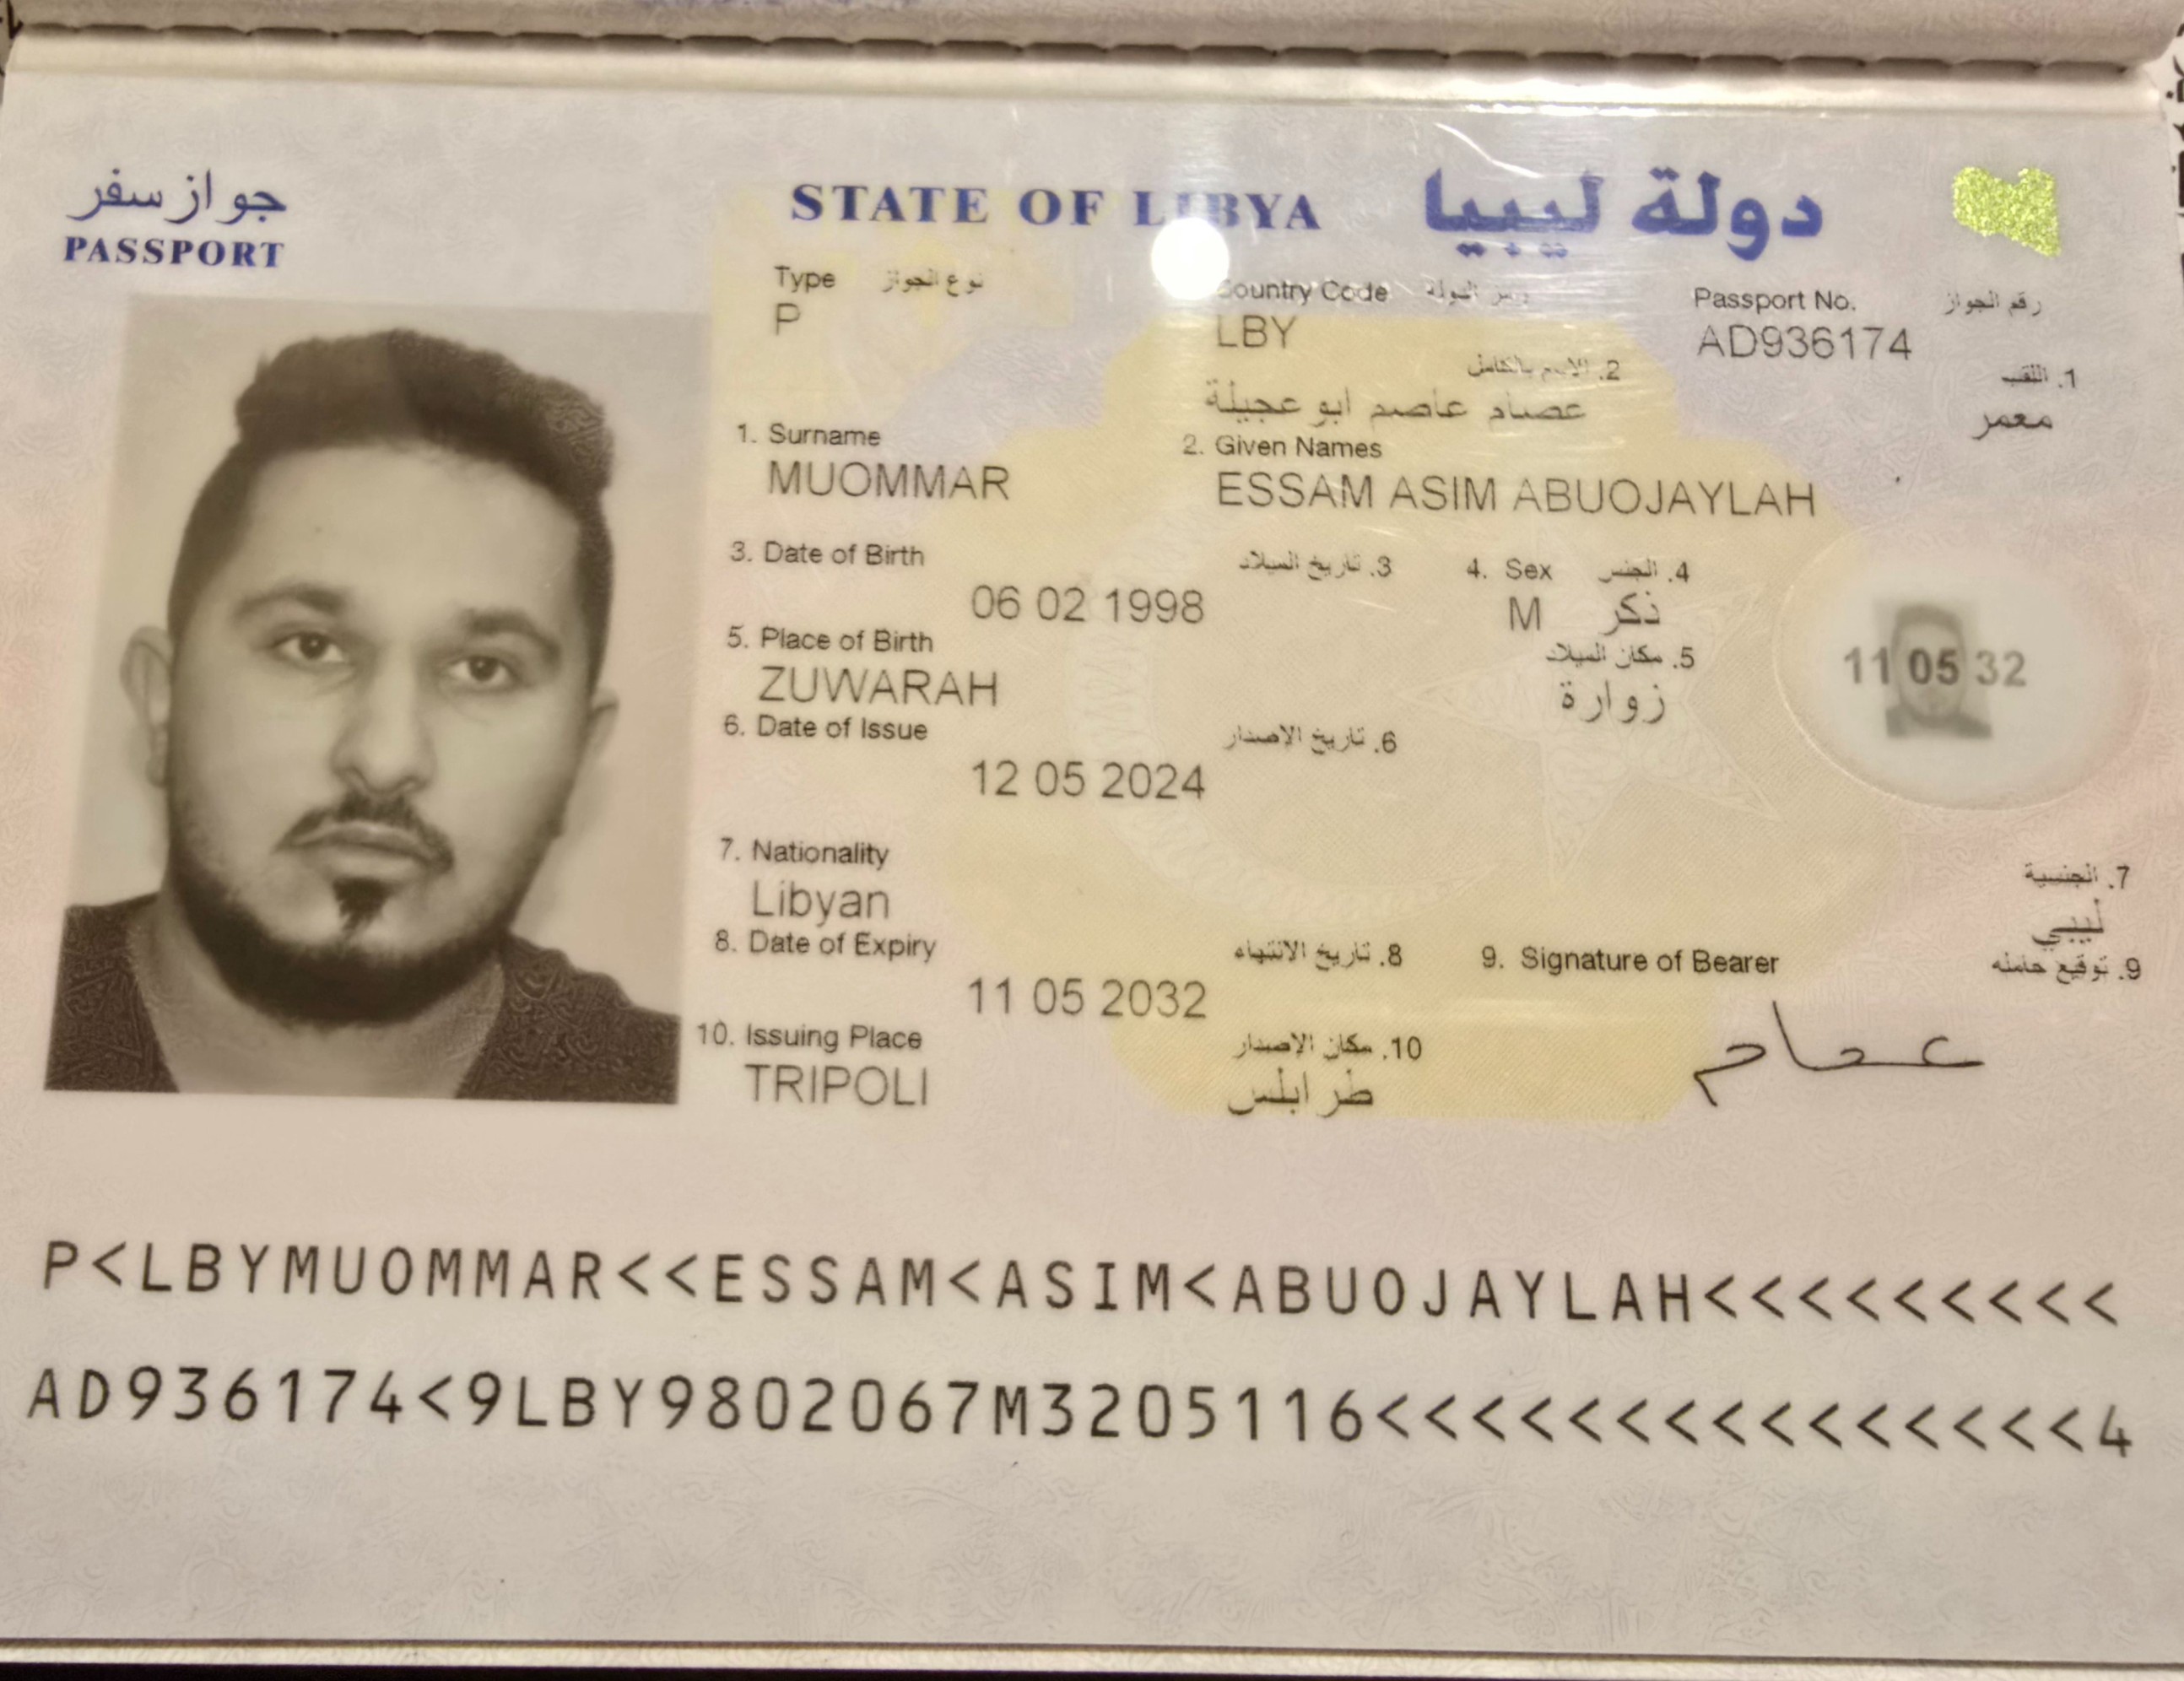 جواز سفر
PASSPORT
STATE OF LIBYA دولة ليبيا
Type نوع الجواز
P
Country Code رمز الدولة
LBY
Passport No. رقم الجواز
AD936174
1. اللقب
معمر
2. الاسم بالكامل
عصام عاصم ابوعجيلة
1. Surname
MUOMMAR
2. Given Names
ESSAM ASIM ABUOJAYLAH
3. Date of Birth 3. تاريخ الميلاد
06 02 1998
4. Sex 4. الجنس
M ذكر
5. Place of Birth 5. مكان الميلاد
ZUWARAH زوارة
11 05 32
6. Date of Issue 6. تاريخ الاصدار
12 05 2024
7. Nationality 7. الجنسية
Libyan ليبي
8. Date of Expiry 8. تاريخ الانتهاء
11 05 2032
9. Signature of Bearer 9. توقيع حامله
عصام
10. Issuing Place 10. مكان الإصدار
TRIPOLI طرابلس
P<LBYMUOMMAR<<ESSAM<ASIM<ABUOJAYLAH<<<<<<<<<
AD936174<9LBY9802067M3205116<<<<<<<<<<<<<<<4